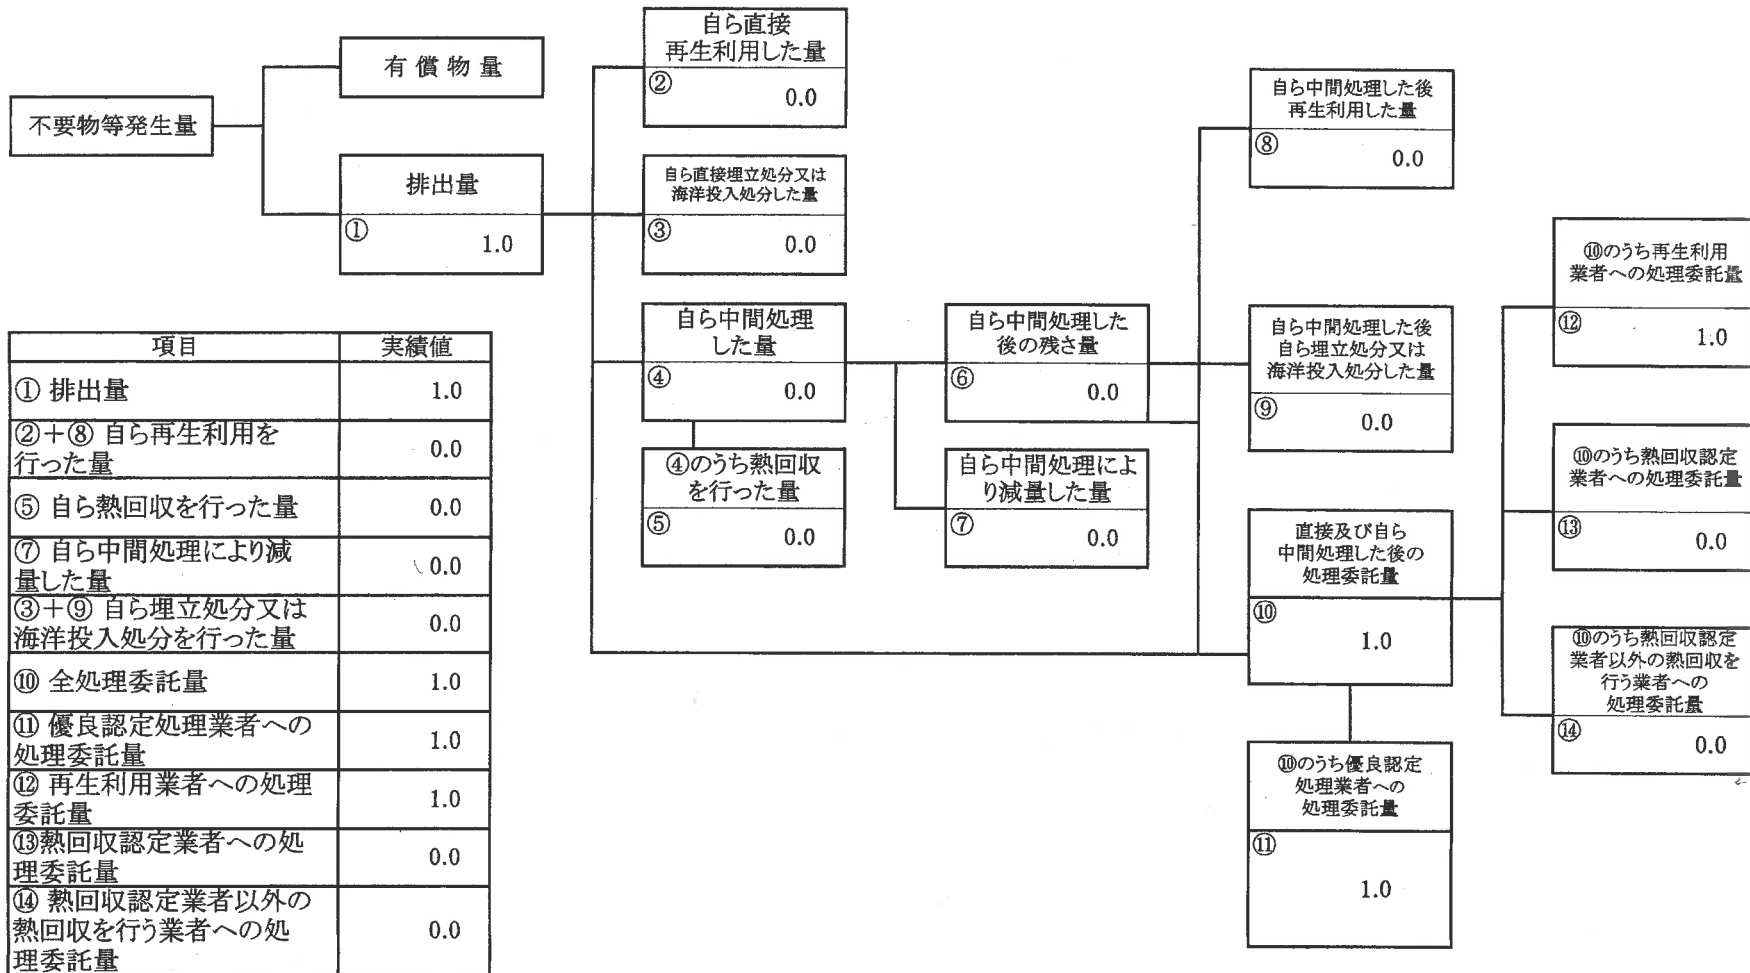 不要物等発生量
有償物量
排出量
①
1.0
自ら直接
再生利用した量
②
0.0
自ら直接埋立処分又は
海洋投入処分した量
③
0.0
自ら中間処理
した量
④
0.0
④のうち熱回収
を行った量
⑤
0.0
自ら中間処理した
後の残さ量
⑥
0.0
自ら中間処理によ
り減量した量
⑦
0.0
自ら中間処理した後
再生利用した量
⑧
0.0
自ら中間処理した後
自ら埋立処分又は
海洋投入処分した量
⑨
0.0
直接及び自ら
中間処理した後の
処理委託量
⑩
1.0
⑩のうち優良認定
処理業者への
処理委託量
⑪
1.0
⑩のうち再生利用
業者への処理委託量
⑫
1.0
⑩のうち熱回収認定
業者への処理委託量
⑬
0.0
⑩のうち熱回収認定
業者以外の熱回収を
行う業者への
処理委託量
⑭
0.0
項目 実績値
① 排出量 1.0
②+⑧ 自ら再生利用を
行った量 0.0
⑤ 自ら熱回収を行った量 0.0
⑦ 自ら中間処理により減
量した量 0.0
③+⑨ 自ら埋立処分又は
海洋投入処分を行った量 0.0
⑩ 全処理委託量 1.0
⑪ 優良認定処理業者への
処理委託量 1.0
⑫ 再生利用業者への処理
委託量 1.0
⑬熱回収認定業者への処
理委託量 0.0
⑭ 熱回収認定業者以外の
熱回収を行う業者への処
理委託量 0.0